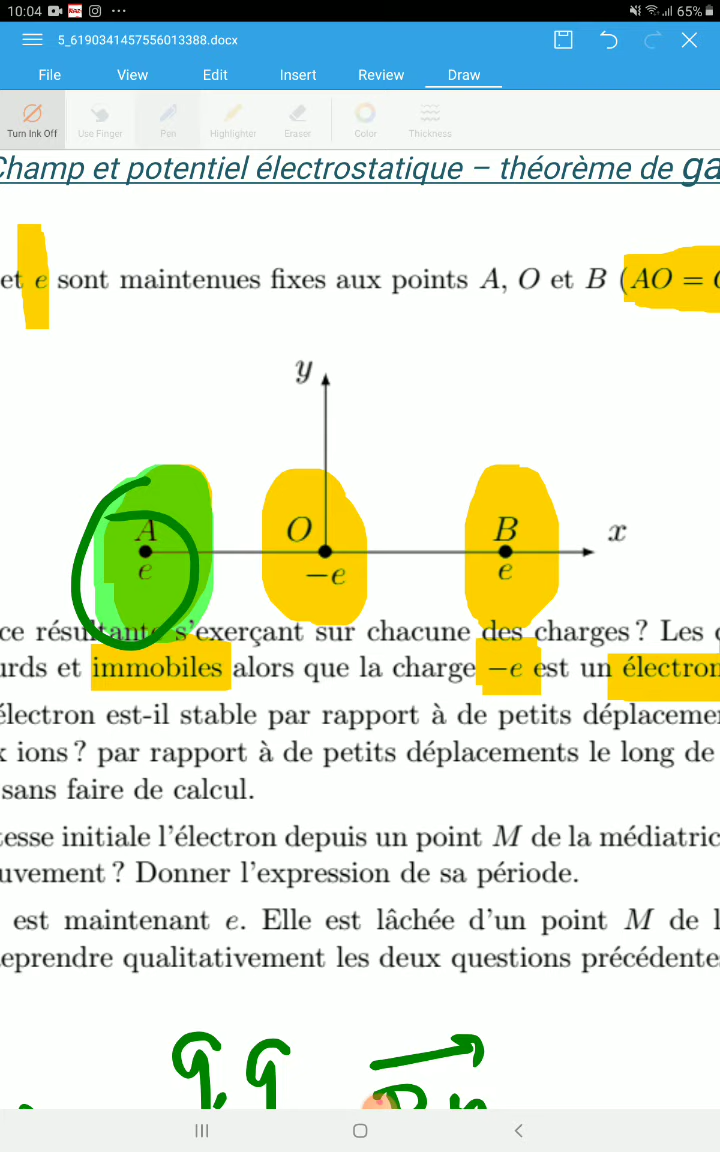 10:04 65%
5_6190341457556013388.docx
File View Edit Insert Review Draw
Turn Ink Off Use Finger Pen Highlighter Eraser Color Thickness
Champ et potentiel électrostatique – théorème de ga
et e sont maintenues fixes aux points A, O et B (AO =
y
A O B x
e −e e
ce résultante s'exerçant sur chacune des charges ? Les
urds et immobiles alors que la charge −e est un électron
électron est-il stable par rapport à de petits déplaceme
x ions ? par rapport à de petits déplacements le long de
sans faire de calcul.
tesse initiale l'électron depuis un point M de la médiatric
uvement ? Donner l'expression de sa période.
est maintenant e. Elle est lâchée d'un point M de l
eprendre qualitativement les deux questions précédente
q q